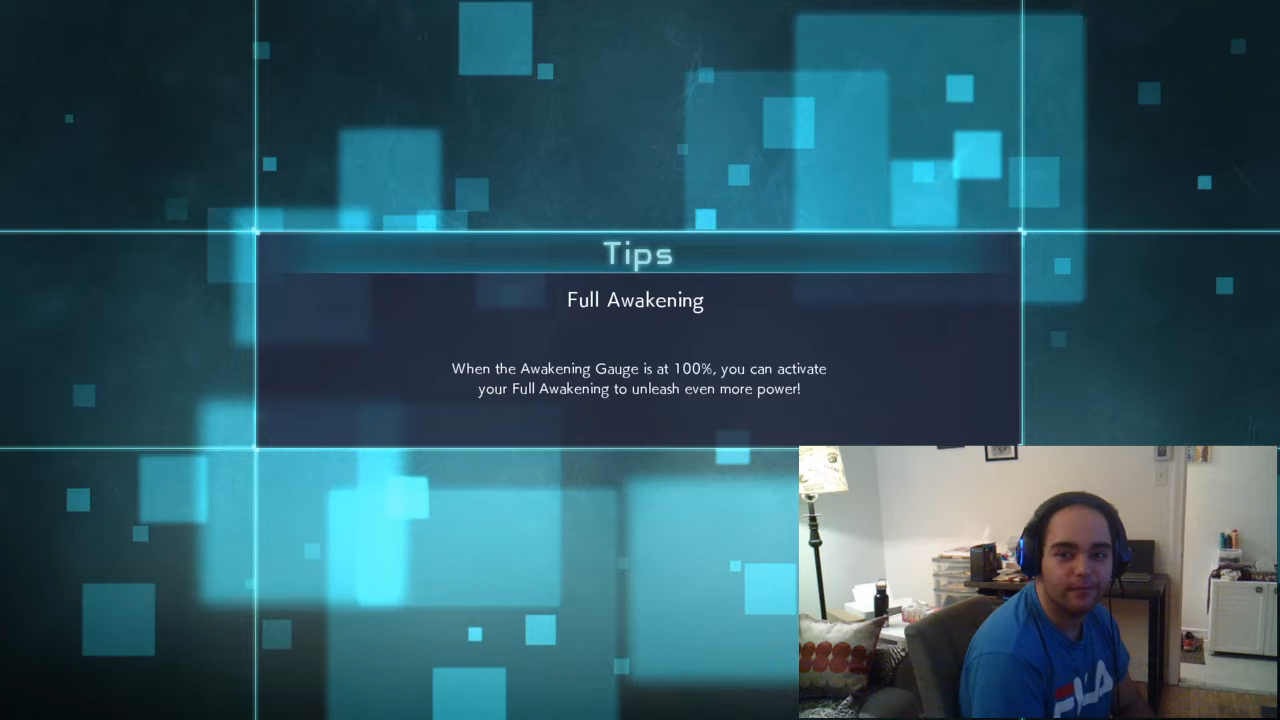 Tips
Full Awakening
When the Awakening Gauge is at 100%, you can activate
your Full Awakening to unleash even more power!
FILA